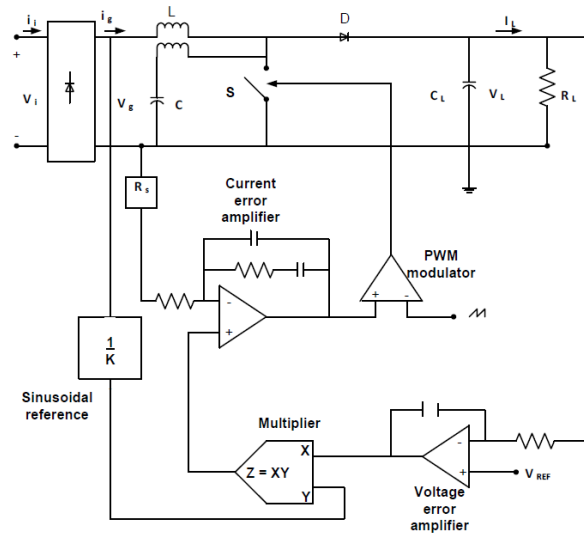 i i
i g
L
D
I L
+
V i
-
V g
C
S
C L
V L
R L
R s
Current
error
amplifier
PWM
modulator
-
+
+
-
1
K
Sinusoidal
reference
Multiplier
X
Z = XY
Y
-
+
V REF
Voltage
error
amplifier